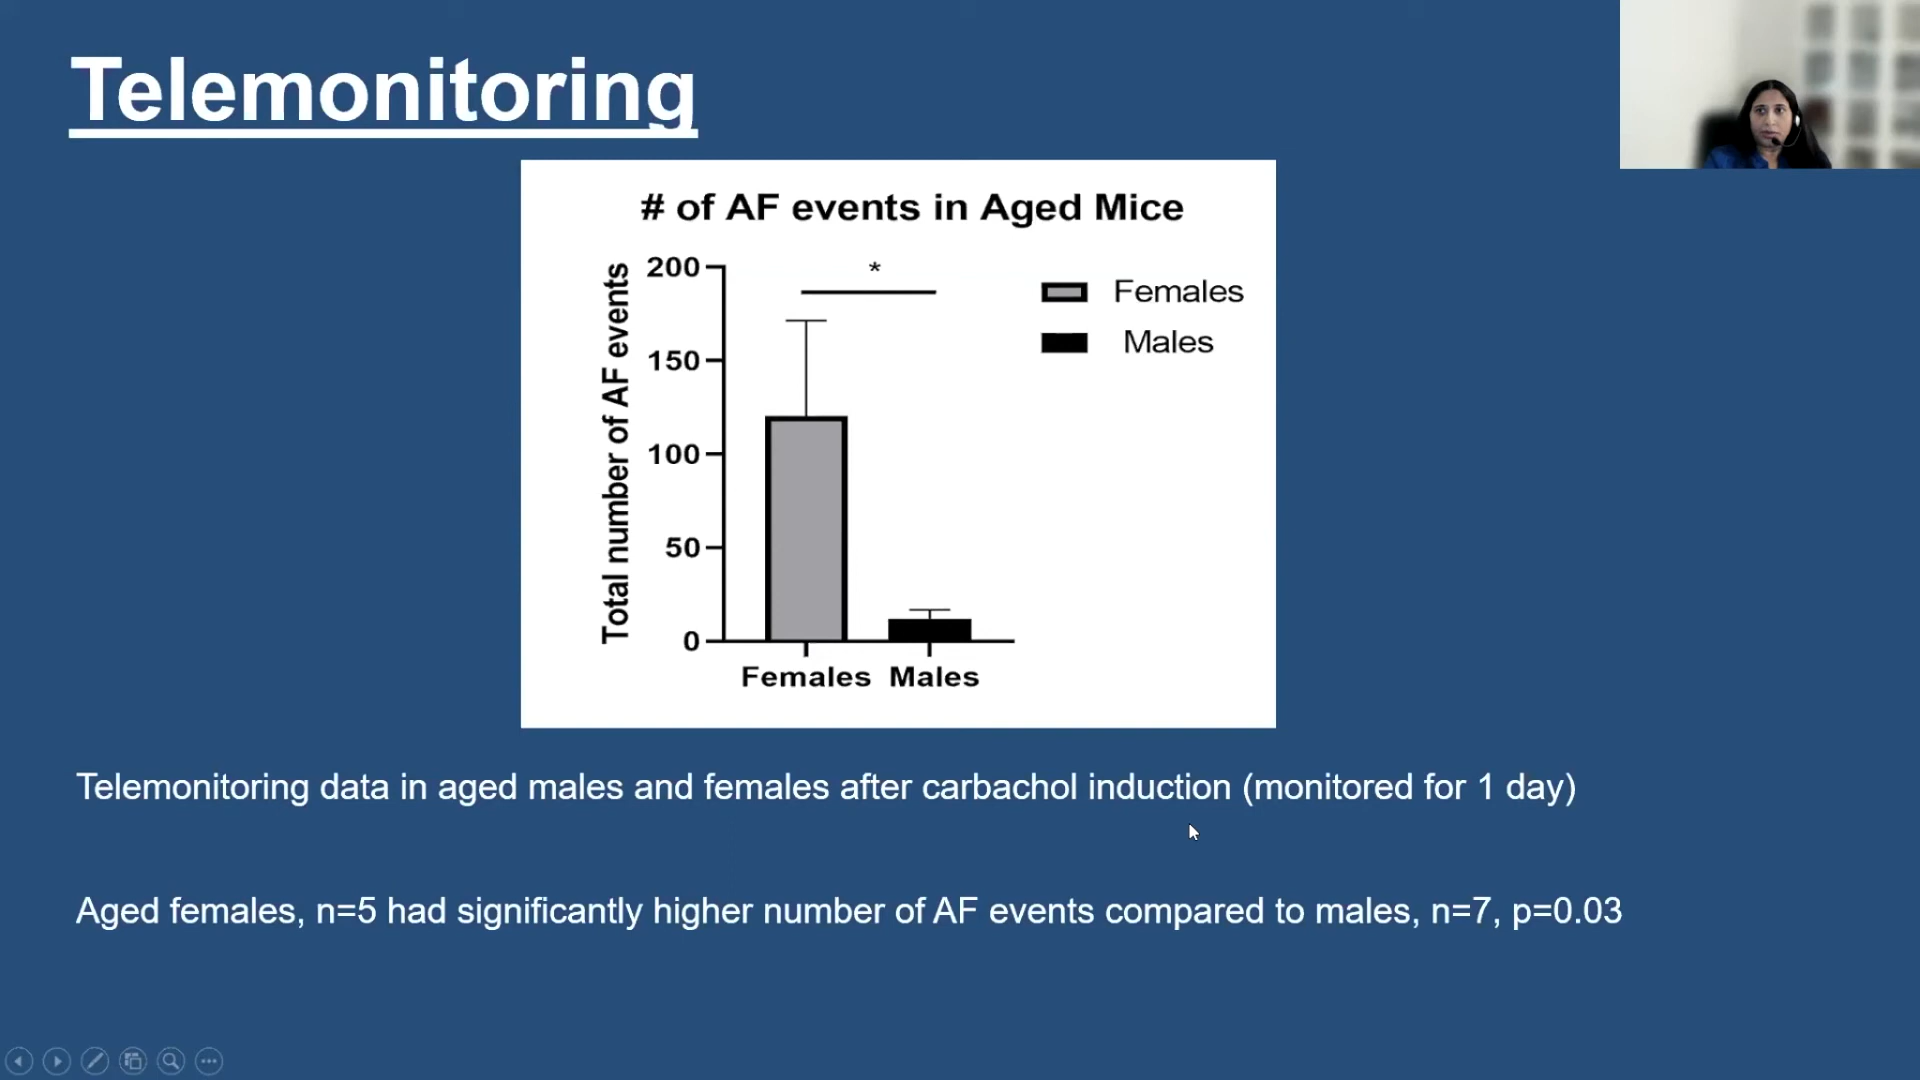 Telemonitoring
# of AF events in Aged Mice
Total number of AF events
200
150
100
50
0
*
Females
Males
Females Males
Telemonitoring data in aged males and females after carbachol induction (monitored for 1 day)
Aged females, n=5 had significantly higher number of AF events compared to males, n=7, p=0.03